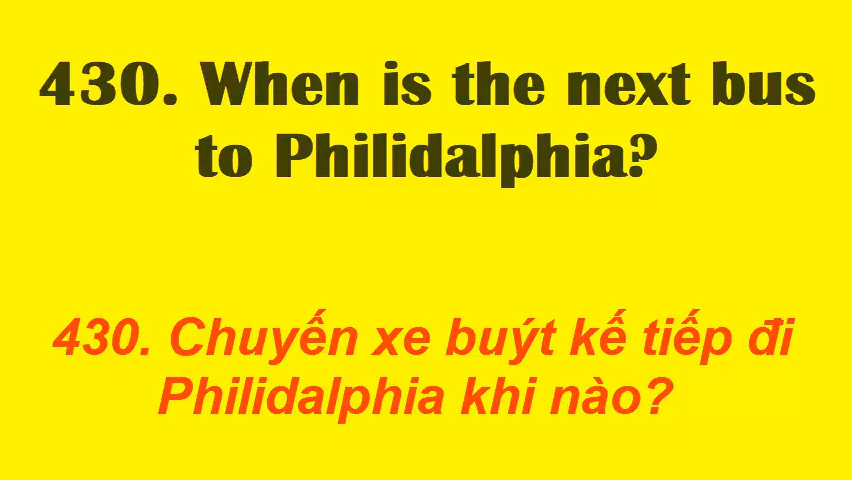 430. When is the next bus
to Philidalphia?
430. Chuyến xe buýt kế tiếp đi
Philidalphia khi nào?